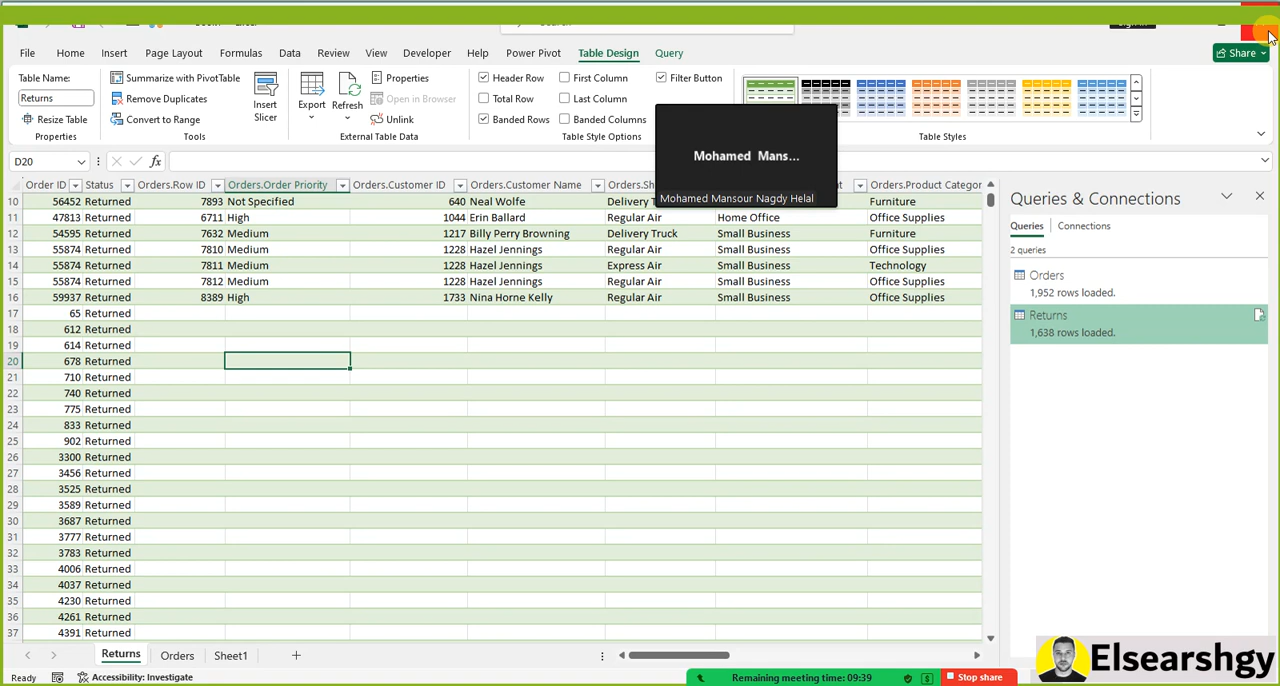 File Home Insert Page Layout Formulas Data Review View Developer Help Power Pivot Table Design Query Share
Table Name: Summarize with PivotTable Properties Header Row First Column Filter Button
Returns Remove Duplicates Insert Slicer Export Refresh Open in Browser Total Row Last Column
Resize Table Convert to Range Unlink Banded Rows Banded Columns
Properties Tools External Table Data Table Style Options Table Styles
Mohamed Mans...
Mohamed Mansour Nagdy Helal
D20 fx
Order ID Status Orders.Row ID Orders.Order Priority Orders.Customer ID Orders.Customer Name Orders.Sh Orders.Product Categor
10 56452 Returned 7893 Not Specified 640 Neal Wolfe Delivery T Furniture
11 47813 Returned 6711 High 1044 Erin Ballard Regular Air Home Office Office Supplies
12 54595 Returned 7632 Medium 1217 Billy Perry Browning Delivery Truck Small Business Furniture
13 55874 Returned 7810 Medium 1228 Hazel Jennings Regular Air Small Business Office Supplies
14 55874 Returned 7811 Medium 1228 Hazel Jennings Express Air Small Business Technology
15 55874 Returned 7812 Medium 1228 Hazel Jennings Regular Air Small Business Office Supplies
16 59937 Returned 8389 High 1733 Nina Horne Kelly Regular Air Small Business Office Supplies
17 65 Returned
18 612 Returned
19 614 Returned
20 678 Returned
21 710 Returned
22 740 Returned
23 775 Returned
24 833 Returned
25 902 Returned
26 3300 Returned
27 3456 Returned
28 3525 Returned
29 3589 Returned
30 3687 Returned
31 3777 Returned
32 3783 Returned
33 4006 Returned
34 4037 Returned
35 4230 Returned
36 4261 Returned
37 4391 Returned
Queries & Connections
Queries Connections
2 queries
Orders
1,952 rows loaded.
Returns
1,638 rows loaded.
Returns Orders Sheet1
Ready Accessibility: Investigate
Remaining meeting time: 09:39 Stop share
Elsearshgy